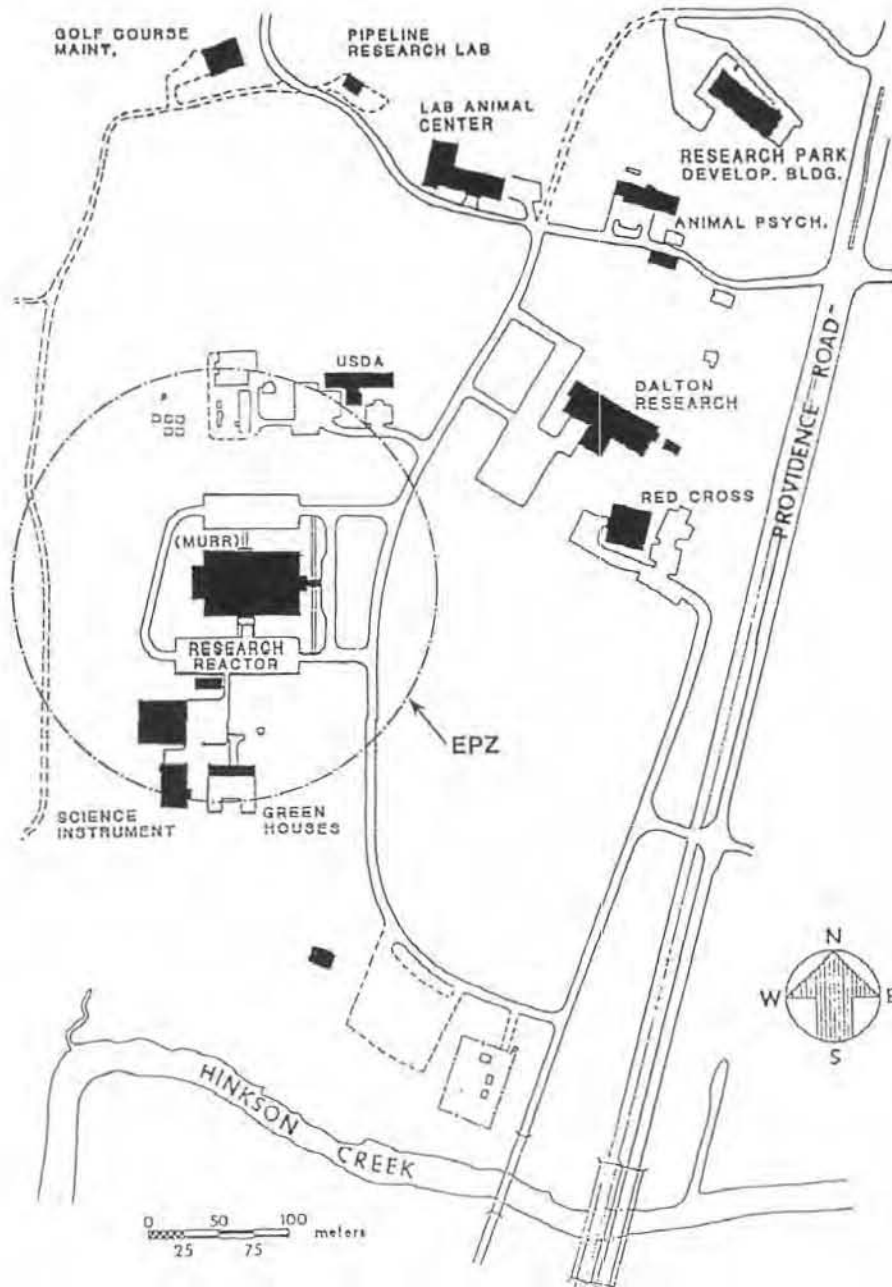 GOLF COURSE
MAINT.
PIPELINE
RESEARCH LAB
LAB ANIMAL
CENTER
RESEARCH PARK
DEVELOP. BLDG.
ANIMAL PSYCH.
USDA
DALTON
RESEARCH
PROVIDENCE ROAD
RED CROSS
(MURR)
RESEARCH
REACTOR
EPZ
SCIENCE
INSTRUMENT
GREEN
HOUSES
N
W E
S
HINKSON
CREEK
0 50 100 meters
25 75